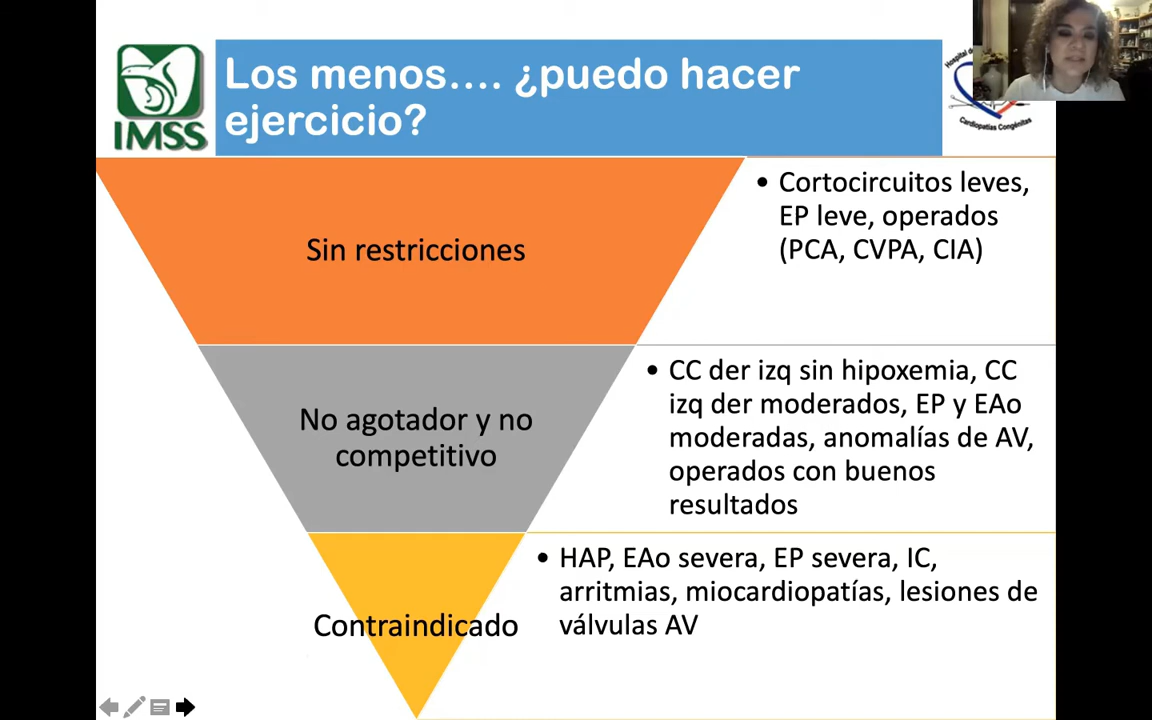 IMSS
Los menos.... ¿puedo hacer
ejercicio?
Hospital de
Cardiopatías Congénitas
Sin restricciones
• Cortocircuitos leves,
EP leve, operados
(PCA, CVPA, CIA)
No agotador y no
competitivo
• CC der izq sin hipoxemia, CC
izq der moderados, EP y EAo
moderadas, anomalías de AV,
operados con buenos
resultados
Contraindicado
• HAP, EAo severa, EP severa, IC,
arritmias, miocardiopatías, lesiones de
válvulas AV